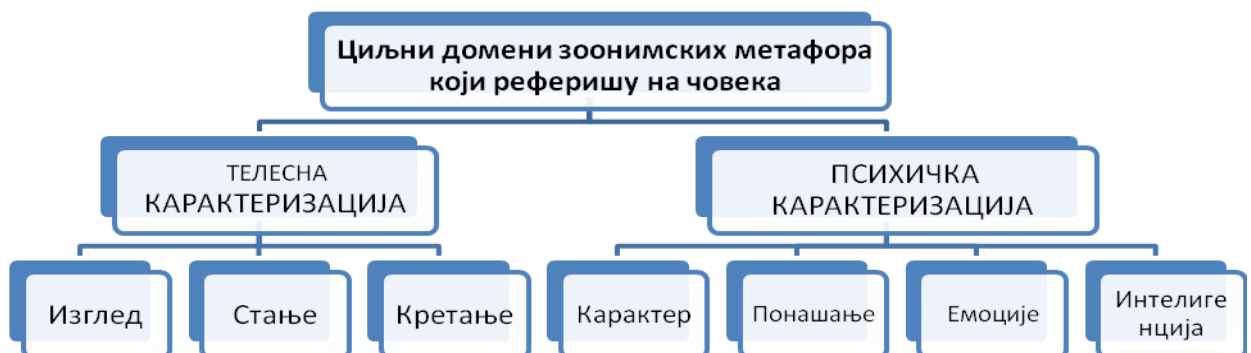 Циљни домени зоонимских метафора
који реферишу на човека
ТЕЛЕСНА
КАРАКТЕРИЗАЦИЈА
ПСИХИЧКА
КАРАКТЕРИЗАЦИЈА
Изглед
Стање
Кретање
Карактер
Понашање
Емоције
Интелиге
нција